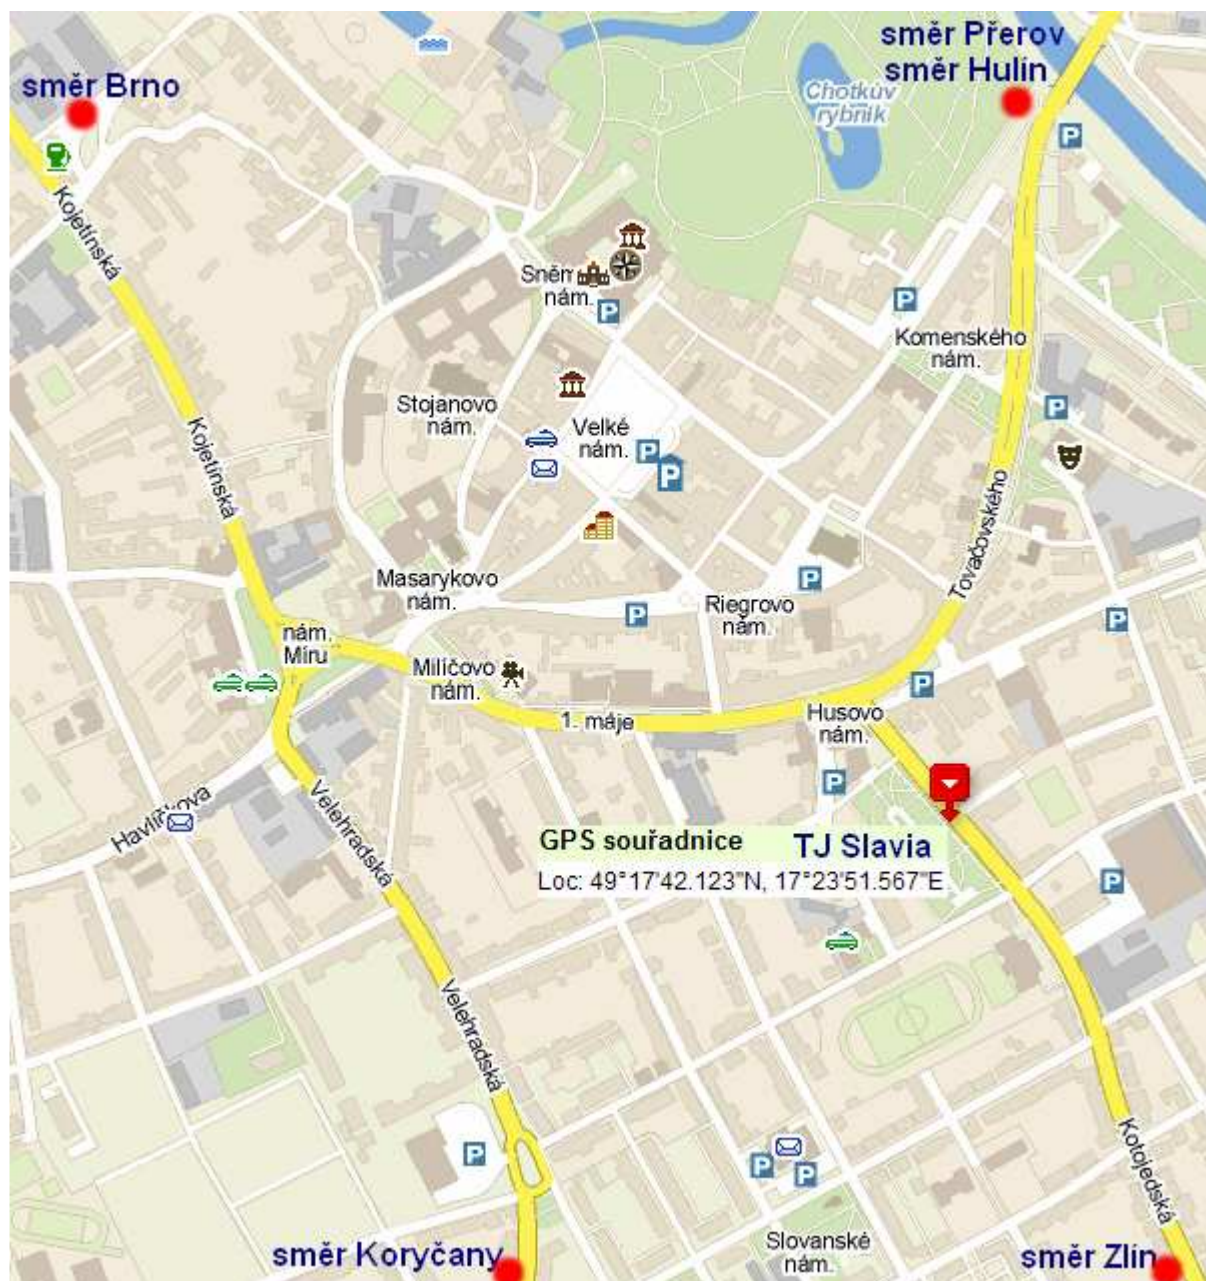 směr Přerov
směr Hulín
směr Brno
Chotkův
rybník
P
Kojetínská
Sněm
nám.
P
P
Komenského
nám.
Stojanovo
nám.
Velké
nám.
P
P
P
Kojetínská
Tovačovského
Masarykovo
nám.
P
Riegrovo
nám.
P
P
nám.
Míru
Milíčovo
nám.
P
1. máje
Husovo
nám.
P
Havlíčkova
Velehradská
GPS souřadnice
TJ Slavia
Loc: 49°17'42.123"N, 17°23'51.567"E
P
Velehradská
P
P
P
Kotojedská
Slovanské
nám.
směr Koryčany
směr Zlín